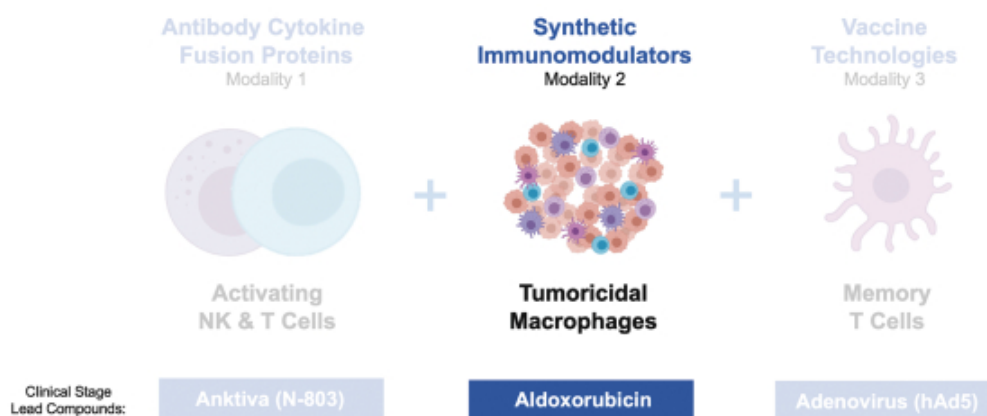 Antibody Cytokine
Fusion Proteins
Modality 1
Synthetic
Immunomodulators
Modality 2
Vaccine
Technologies
Modality 3
+
+
Activating
NK & T Cells
Tumoricidal
Macrophages
Memory
T Cells
Clinical Stage
Lead Compounds:
Anktiva (N-803)
Aldoxorubicin
Adenovirus (hAd5)